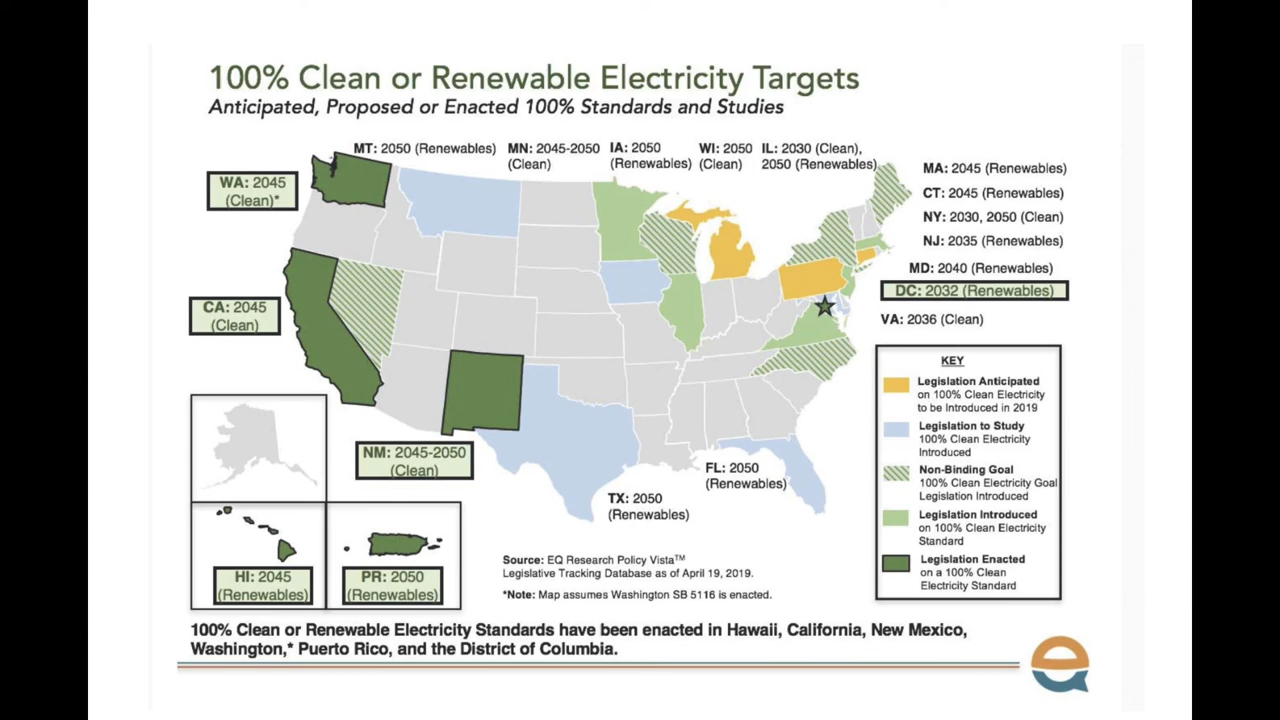 100% Clean or Renewable Electricity Targets
Anticipated, Proposed or Enacted 100% Standards and Studies
MT: 2050 (Renewables)
MN: 2045-2050
(Clean)
IA: 2050
(Renewables)
WI: 2050
(Clean)
IL: 2030 (Clean),
2050 (Renewables)
WA: 2045
(Clean)*
MA: 2045 (Renewables)
CT: 2045 (Renewables)
NY: 2030, 2050 (Clean)
NJ: 2035 (Renewables)
MD: 2040 (Renewables)
DC: 2032 (Renewables)
VA: 2036 (Clean)
CA: 2045
(Clean)
NM: 2045-2050
(Clean)
FL: 2050
(Renewables)
TX: 2050
(Renewables)
HI: 2045
(Renewables)
PR: 2050
(Renewables)
KEY
Legislation Anticipated
on 100% Clean Electricity
to be Introduced in 2019
Legislation to Study
100% Clean Electricity
Introduced
Non-Binding Goal
100% Clean Electricity Goal
Legislation Introduced
Legislation Introduced
on 100% Clean Electricity
Standard
Legislation Enacted
on a 100% Clean
Electricity Standard
Source: EQ Research Policy Vista™
Legislative Tracking Database as of April 19, 2019.
*Note: Map assumes Washington SB 5116 is enacted.
100% Clean or Renewable Electricity Standards have been enacted in Hawaii, California, New Mexico,
Washington,* Puerto Rico, and the District of Columbia.